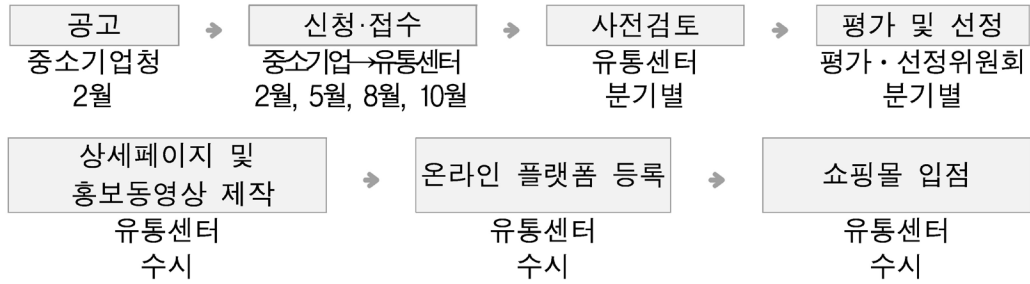 공고
중소기업청
2월
신청·접수
중소기업→유통센터
2월, 5월, 8월, 10월
사전검토
유통센터
분기별
평가 및 선정
평가·선정위원회
분기별
상세페이지 및
홍보동영상 제작
유통센터
수시
온라인 플랫폼 등록
유통센터
수시
쇼핑몰 입점
유통센터
수시